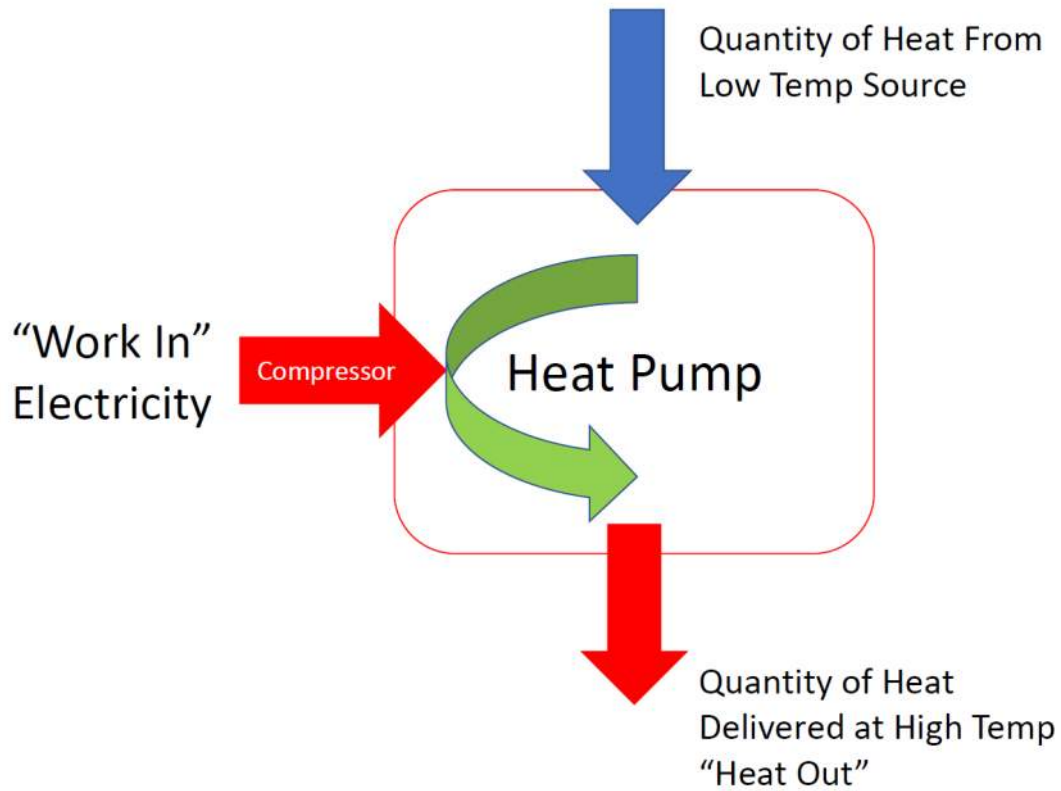 Quantity of Heat From
Low Temp Source
“Work In”
Electricity
Compressor
Heat Pump
Quantity of Heat
Delivered at High Temp
“Heat Out”